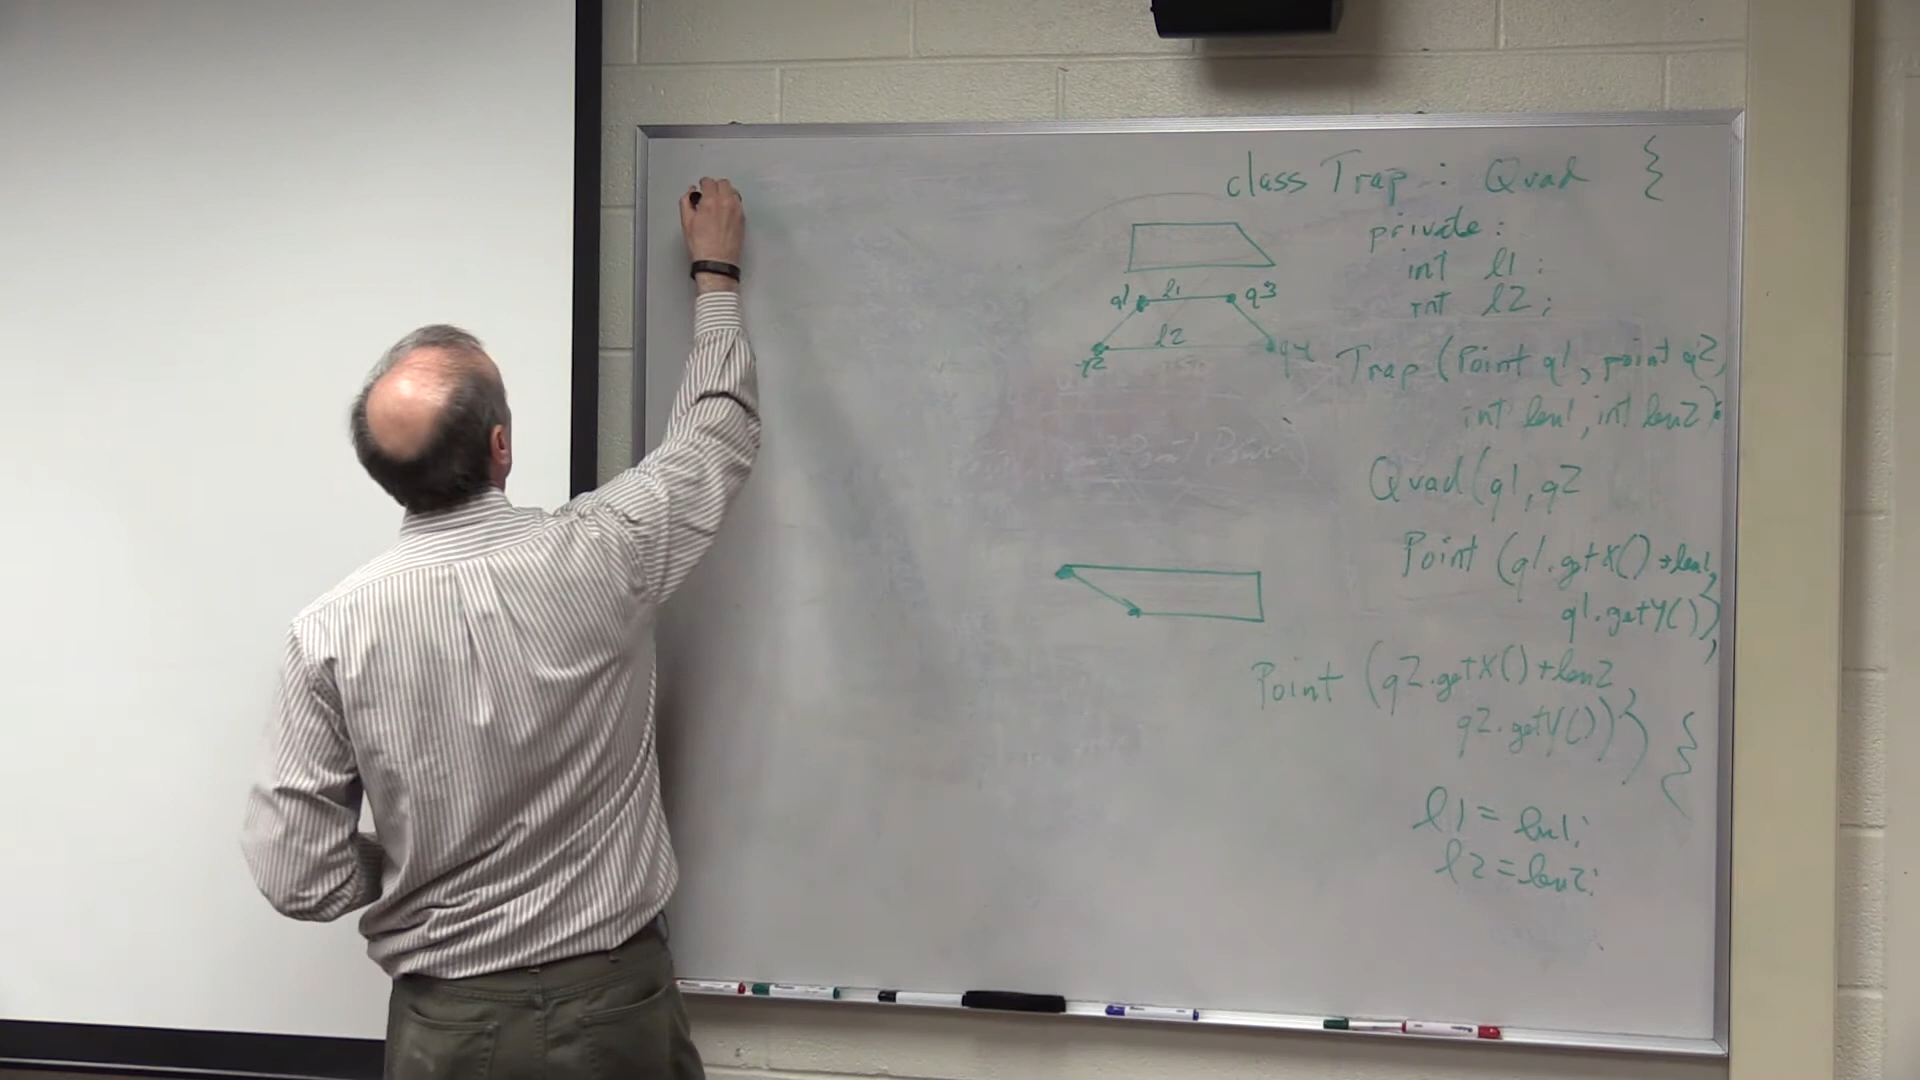 class Trap : Quad {
private:
int l1;
int l2;
q1 l1 q3
l2
q4
Trap (Point q1, point q2,
int len1, int len2):
Quad (q1, q2
Point (q1.getX() + len1,
q1.getY()),
Point (q2.getX() + len2
q2.getY())) {
l1 = len1;
l2 = len2;